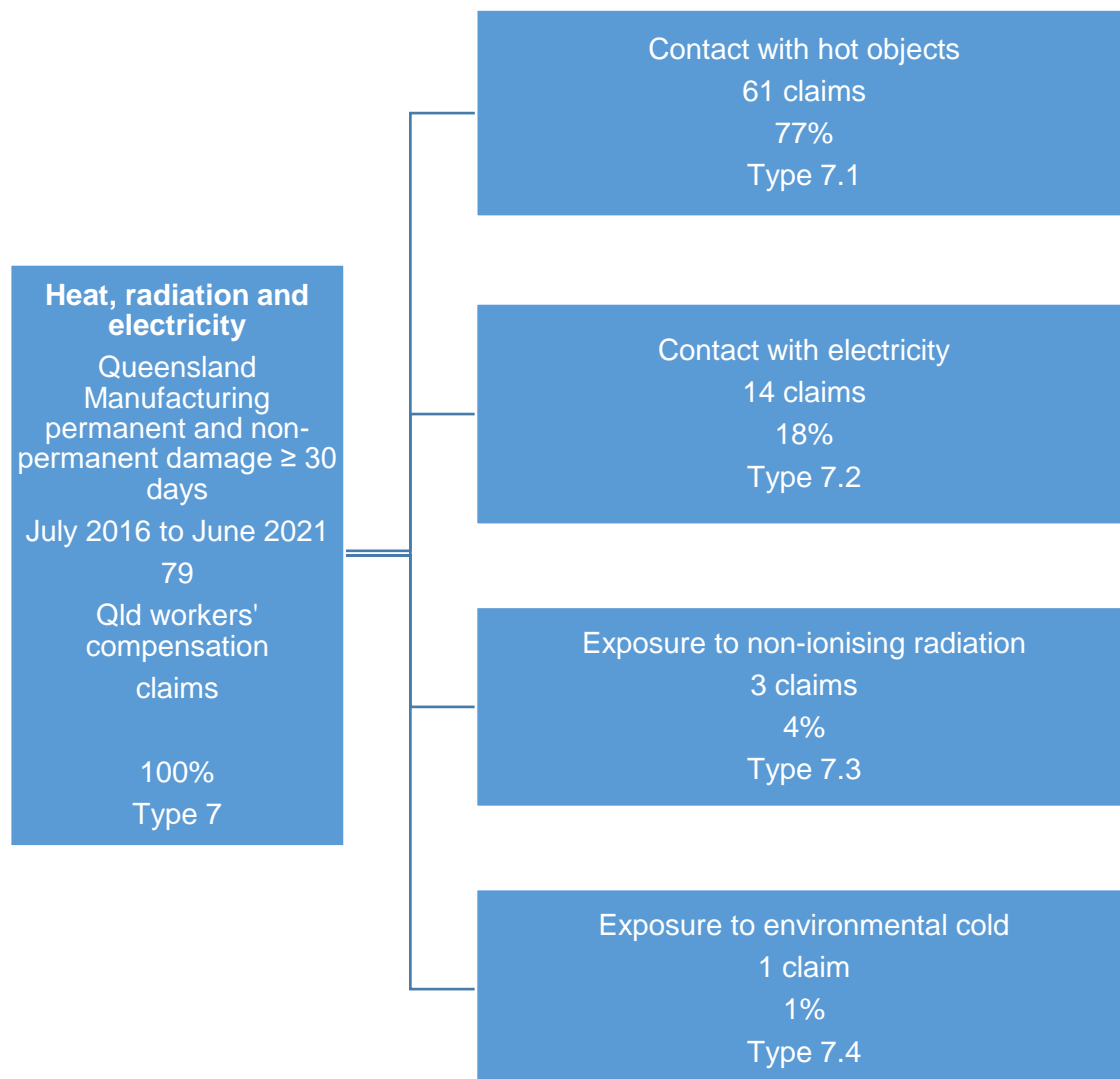 Heat, radiation and
electricity
Queensland
Manufacturing
permanent and non-
permanent damage ≥ 30
days
July 2016 to June 2021
79
Qld workers'
compensation
claims
100%
Type 7
Contact with hot objects
61 claims
77%
Type 7.1
Contact with electricity
14 claims
18%
Type 7.2
Exposure to non-ionising radiation
3 claims
4%
Type 7.3
Exposure to environmental cold
1 claim
1%
Type 7.4